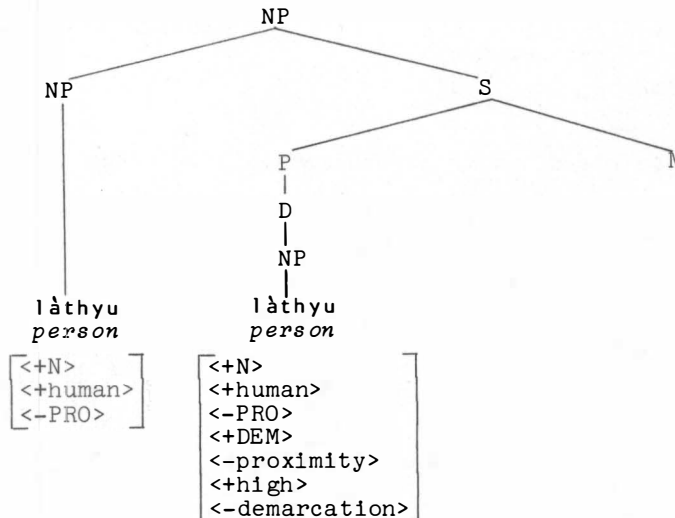 NP
NP S
P
D
NP
làthyu làthyu
person person
<+N> <+N>
<+human> <+human>
<-PRO> <-PRO>
<+DEM>
<-proximity>
<+high>
<-demarcation>